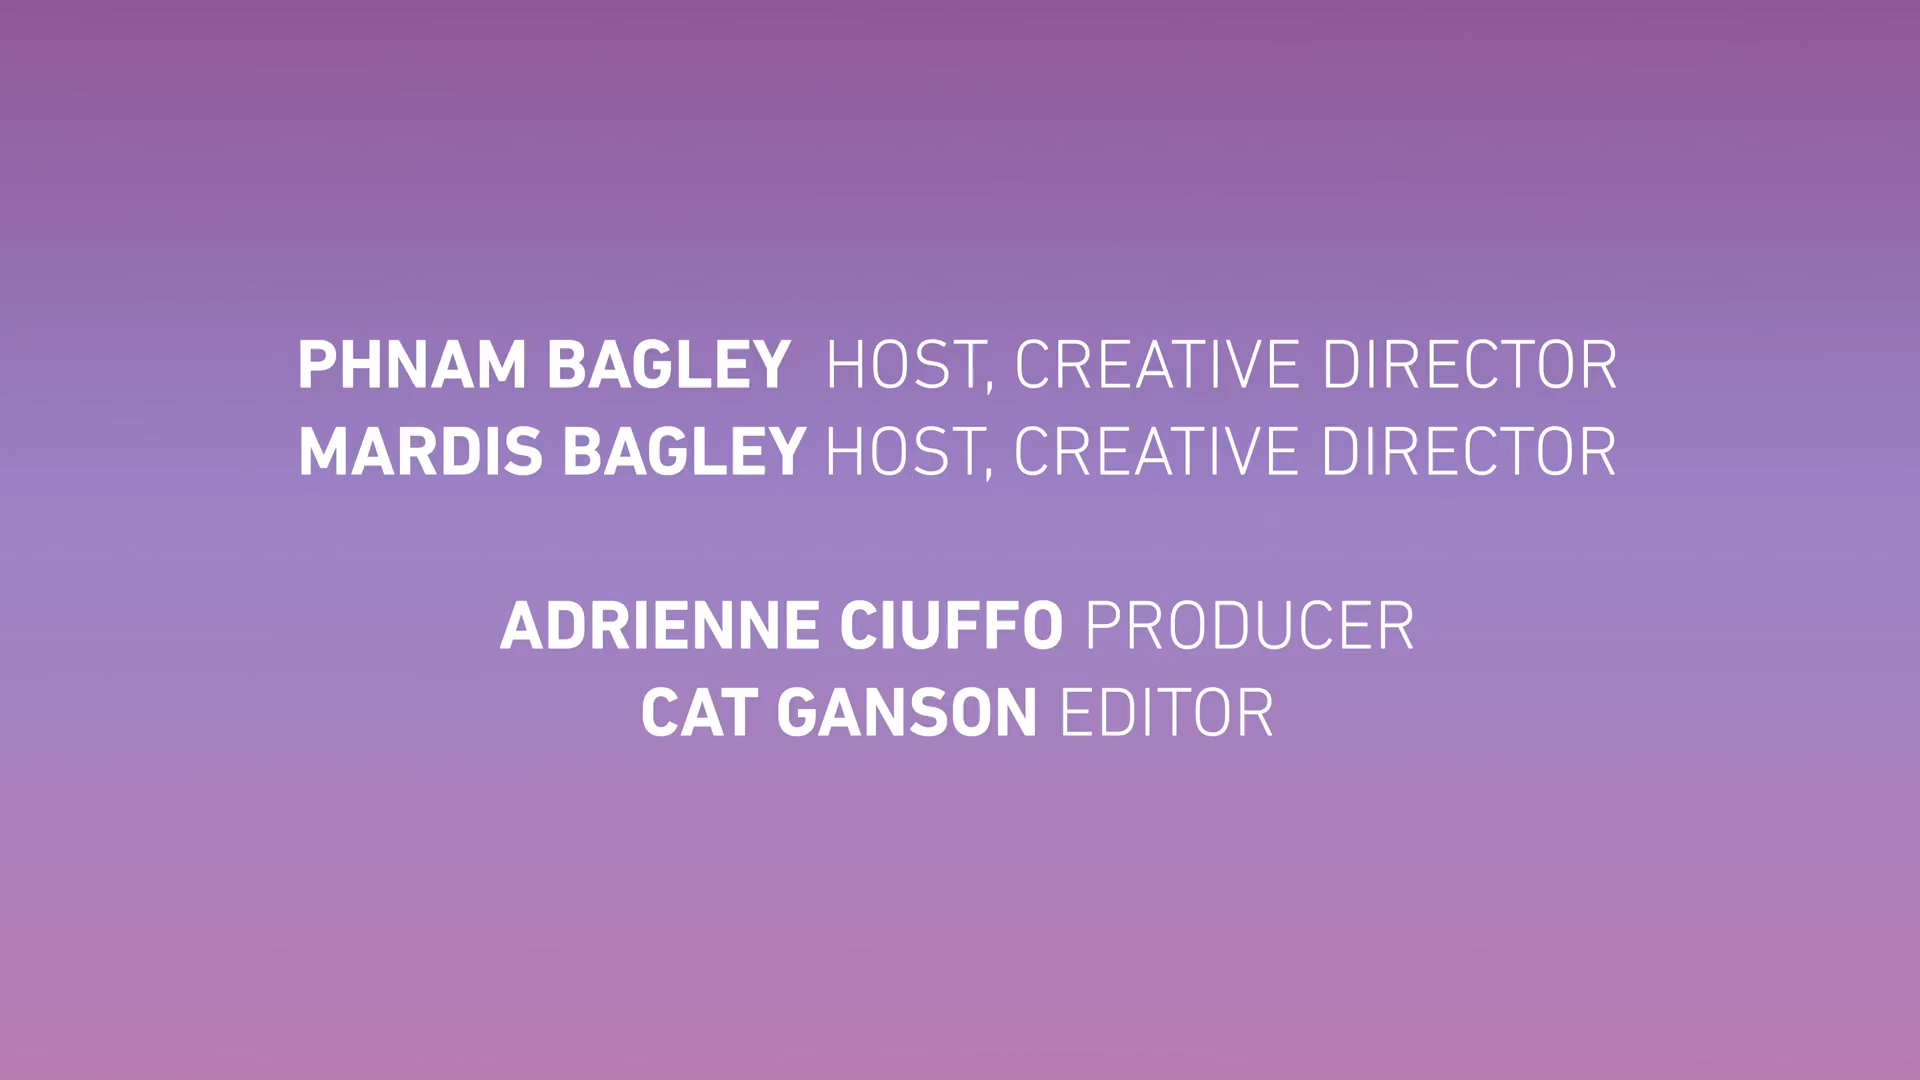 PHNAM BAGLEY HOST, CREATIVE DIRECTOR
MARDIS BAGLEY HOST, CREATIVE DIRECTOR
ADRIENNE CIUFFO PRODUCER
CAT GANSON EDITOR